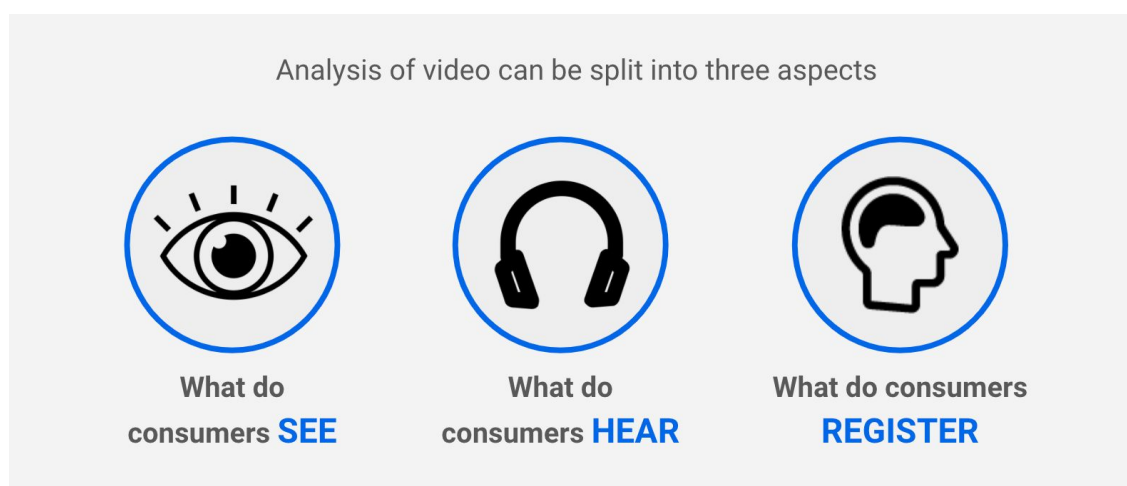 Analysis of video can be split into three aspects
What do
consumers SEE
What do
consumers HEAR
What do consumers
REGISTER